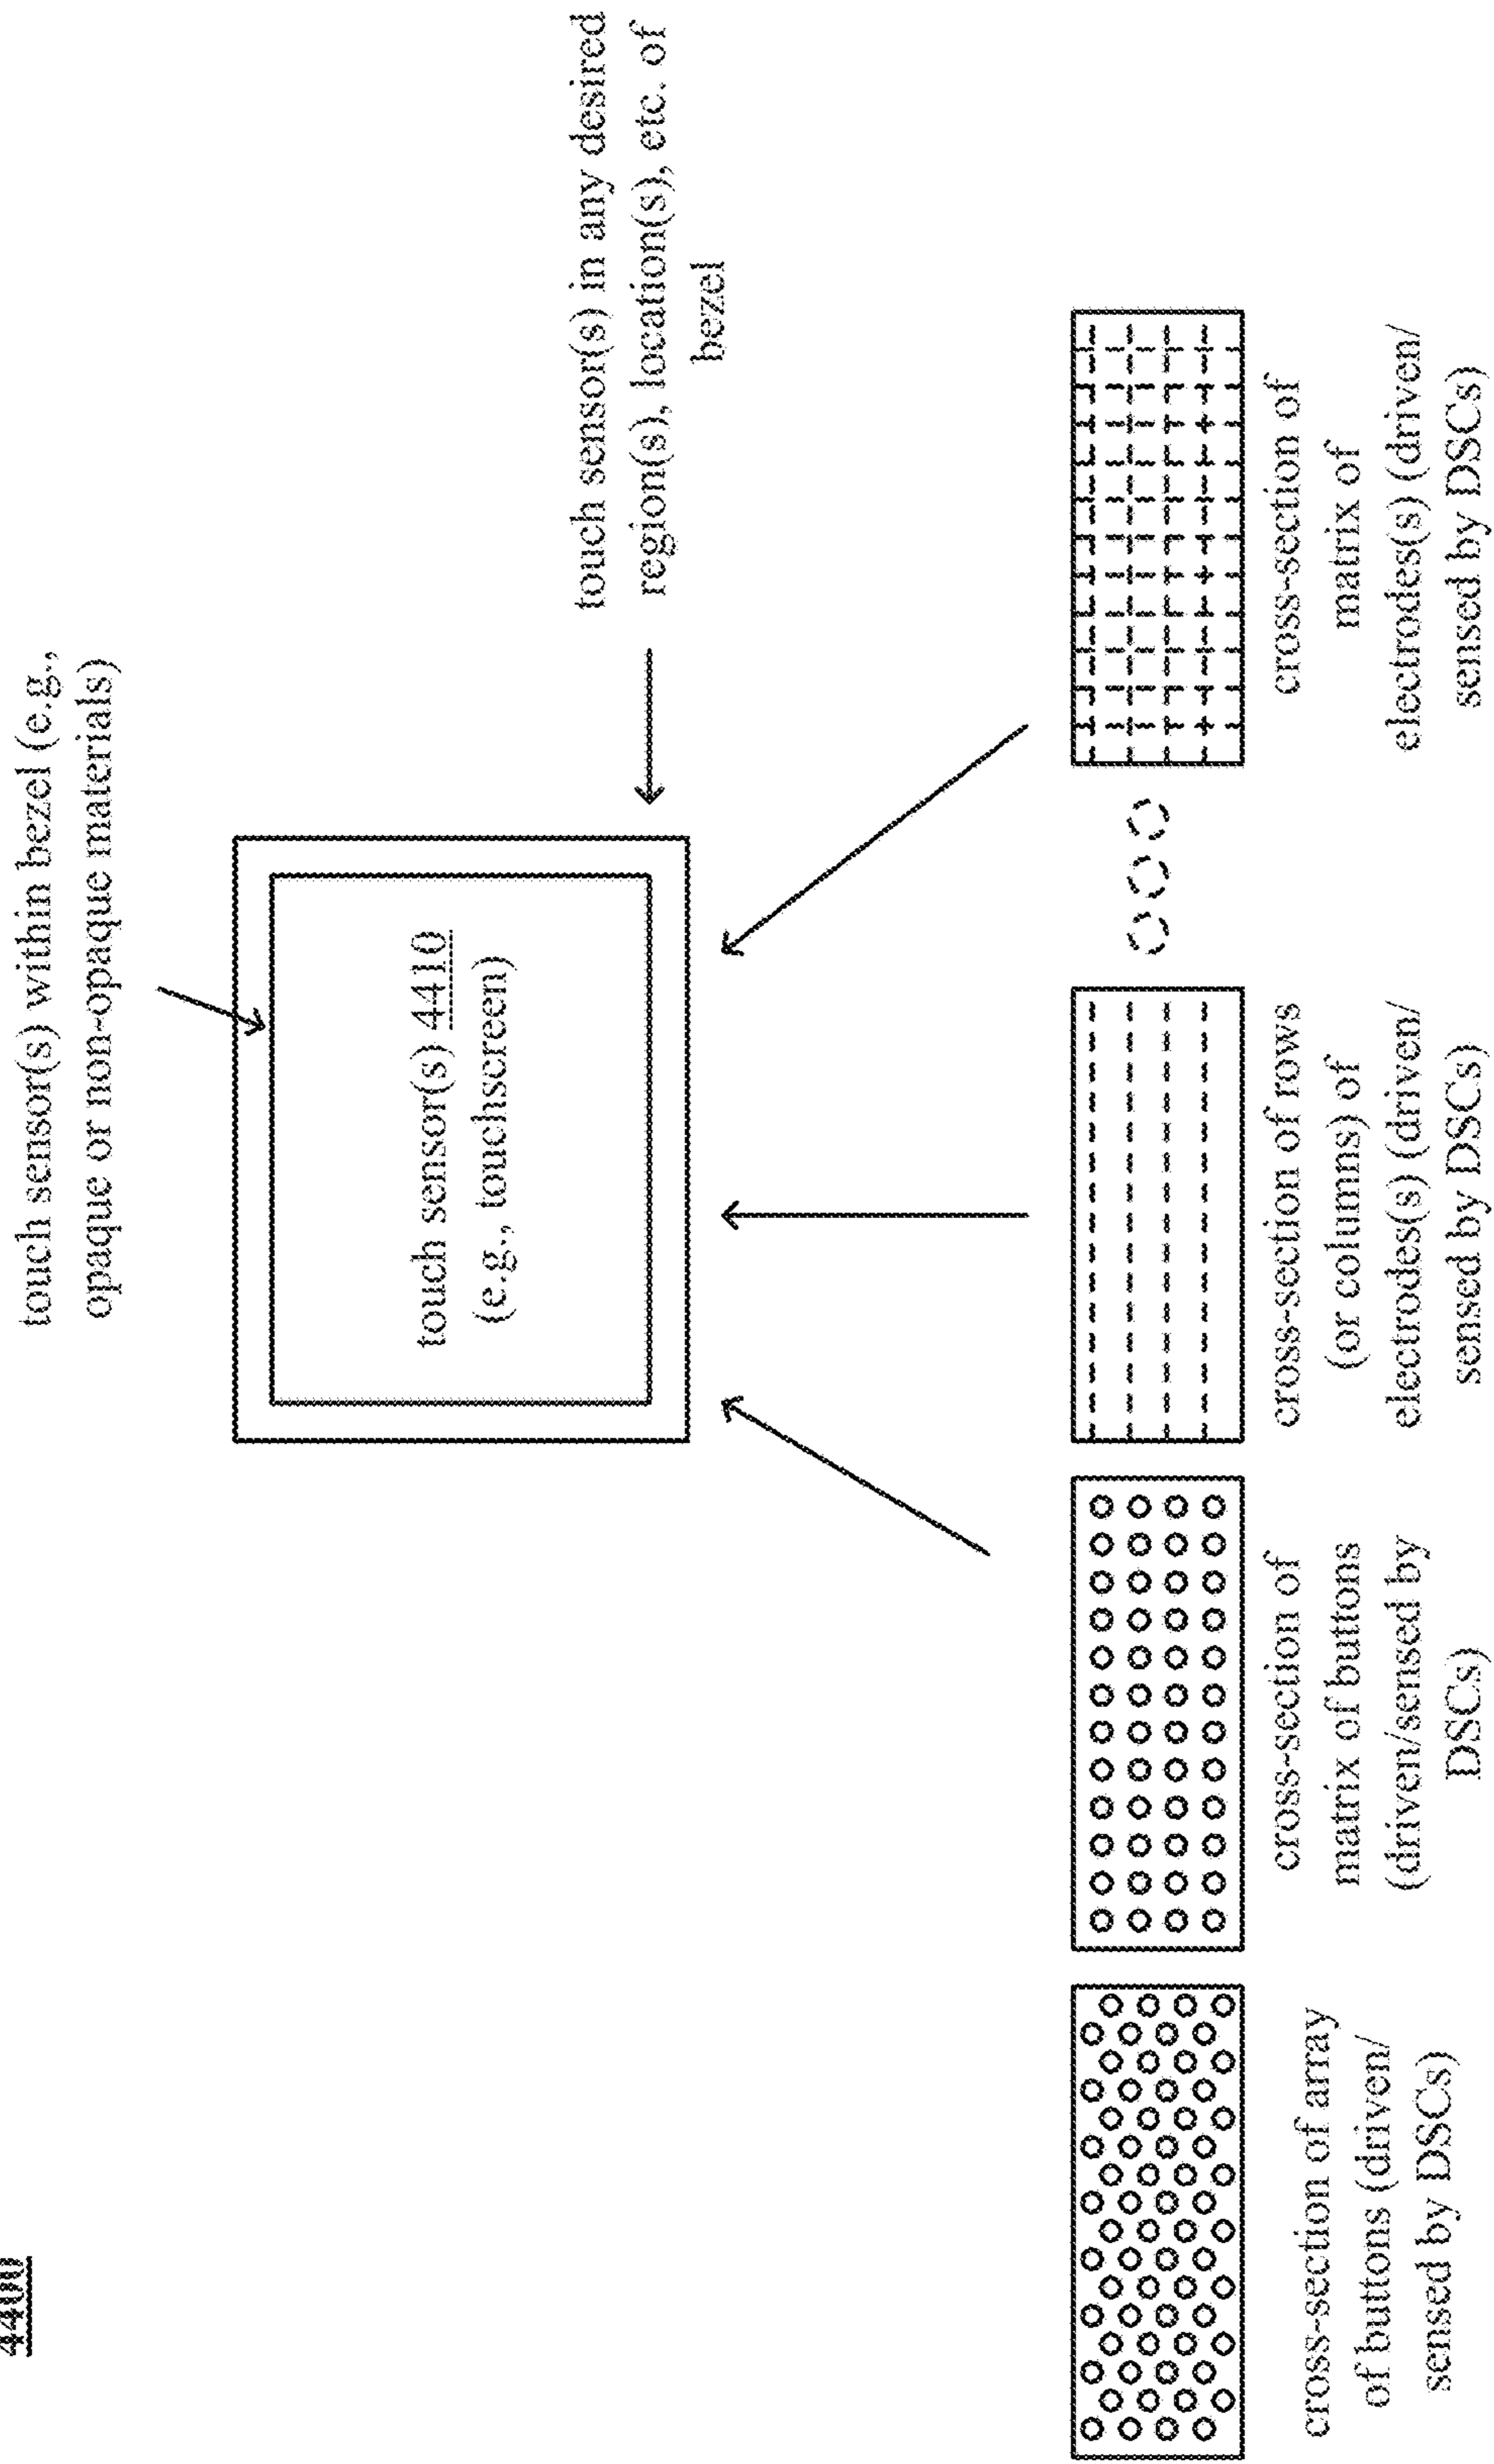 4400
touch sensor(s) within bezel (e.g.,
opaque or non-opaque materials)
touch sensor(s) 4410
(e.g., touchscreen)
touch sensor(s) in any desired
region(s), location(s), etc. of
bezel
cross-section of array
of buttons (driven/
sensed by DSCs)
cross-section of
matrix of buttons
(driven/sensed by
DSCs)
cross-section of rows
(or columns) of
electrodes(s) (driven/
sensed by DSCs)
cross-section of
matrix of
electrodes(s) (driven/
sensed by DSCs)